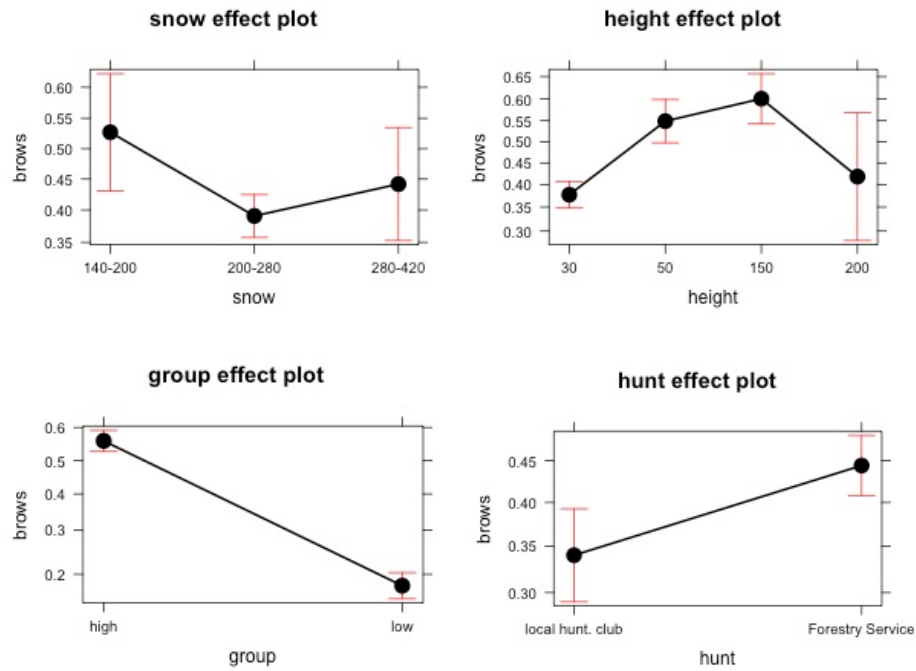 snow effect plot
brows
0.60
0.55
0.50
0.45
0.40
0.35
140-200 200-280 280-420
snow
height effect plot
brows
0.65
0.60
0.55
0.50
0.45
0.40
0.35
0.30
30 50 150 200
height
group effect plot
brows
0.6
0.5
0.4
0.3
0.2
high low
group
hunt effect plot
brows
0.45
0.40
0.35
0.30
local hunt. club Forestry Service
hunt